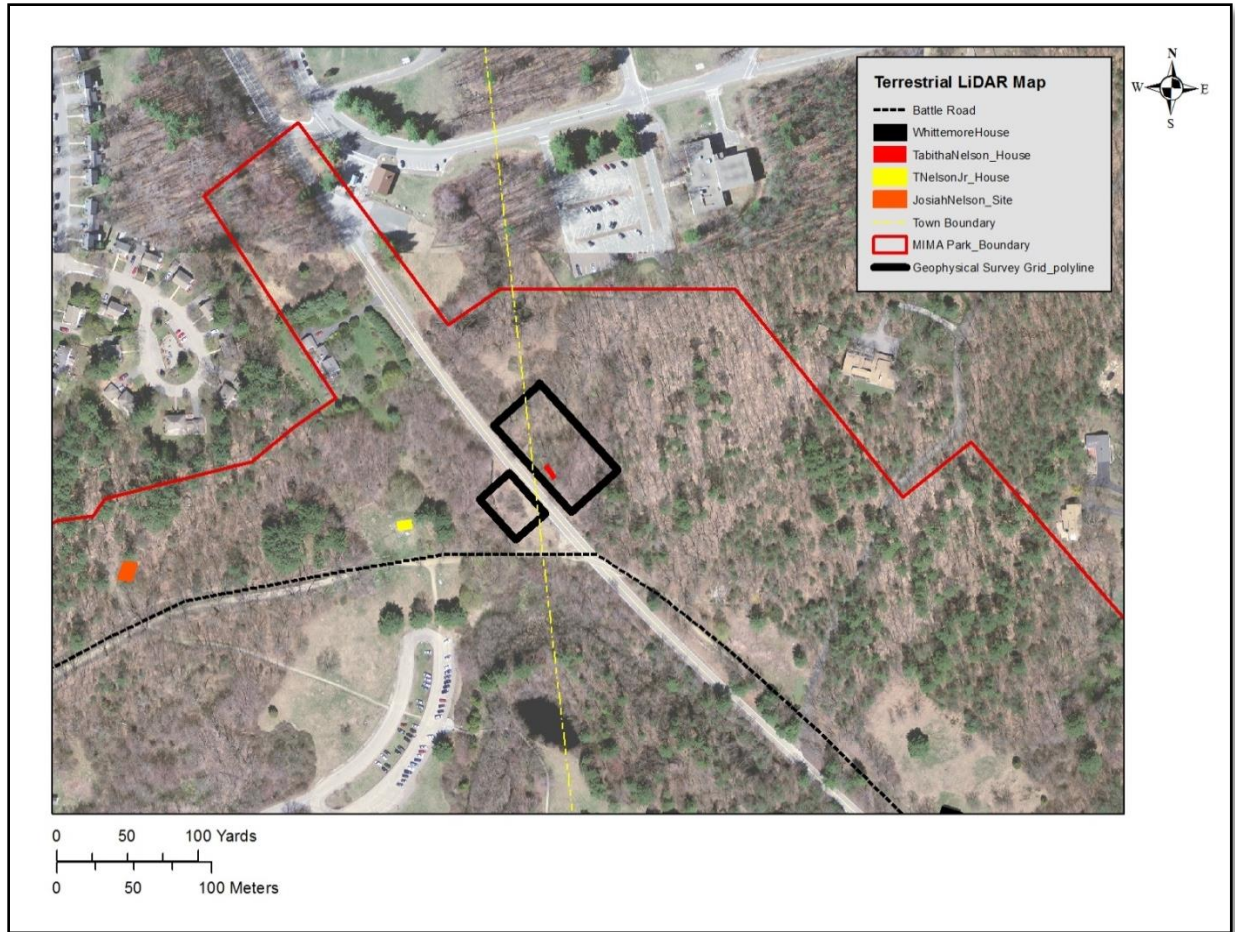 N
W E
S
Terrestrial LiDAR Map
Battle Road
WhittemoreHouse
TabithaNelson_House
TNelsonJr_House
JosiahNelson_Site
Town Boundary
MIMA Park_Boundary
Geophysical Survey Grid_polyline
0 50 100 Yards
0 50 100 Meters